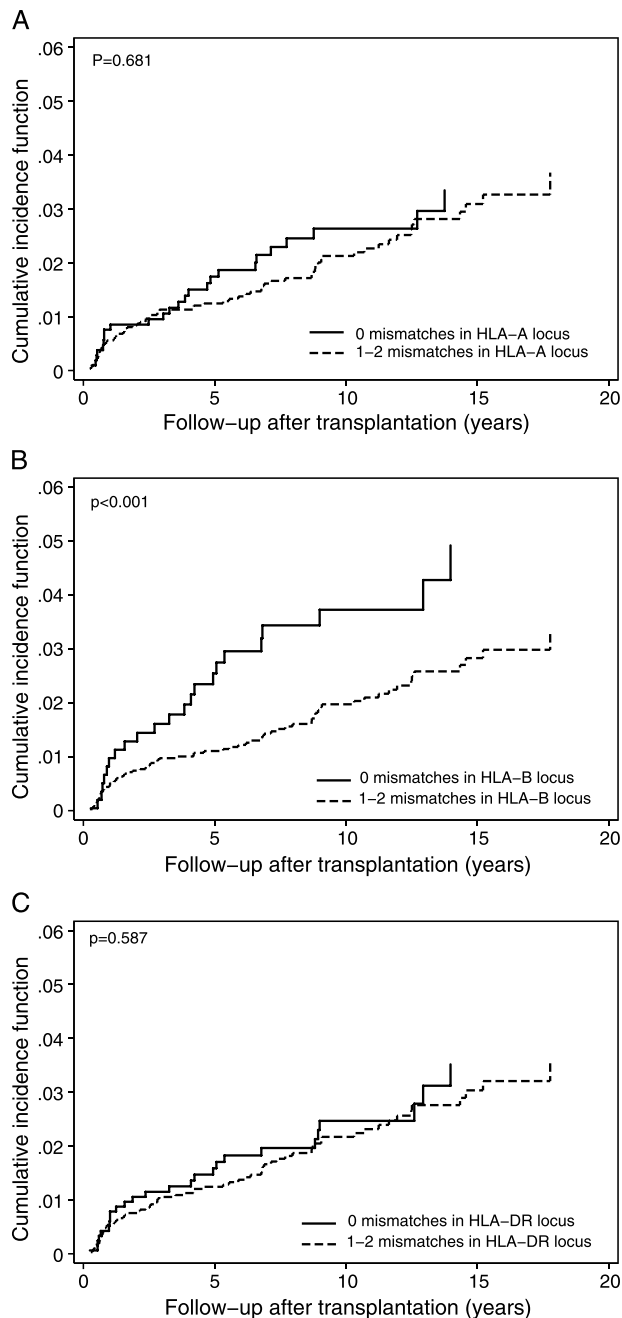 A
P=0.681
Cumulative incidence function
.06
.05
.04
.03
.02
.01
0
0 mismatches in HLA−A locus
1−2 mismatches in HLA−A locus
0 5 10 15 20
Follow−up after transplantation (years)
B
p<0.001
Cumulative incidence function
.06
.05
.04
.03
.02
.01
0
0 mismatches in HLA−B locus
1−2 mismatches in HLA−B locus
0 5 10 15 20
Follow−up after transplantation (years)
C
p=0.587
Cumulative incidence function
.06
.05
.04
.03
.02
.01
0
0 mismatches in HLA−DR locus
1−2 mismatches in HLA−DR locus
0 5 10 15 20
Follow−up after transplantation (years)